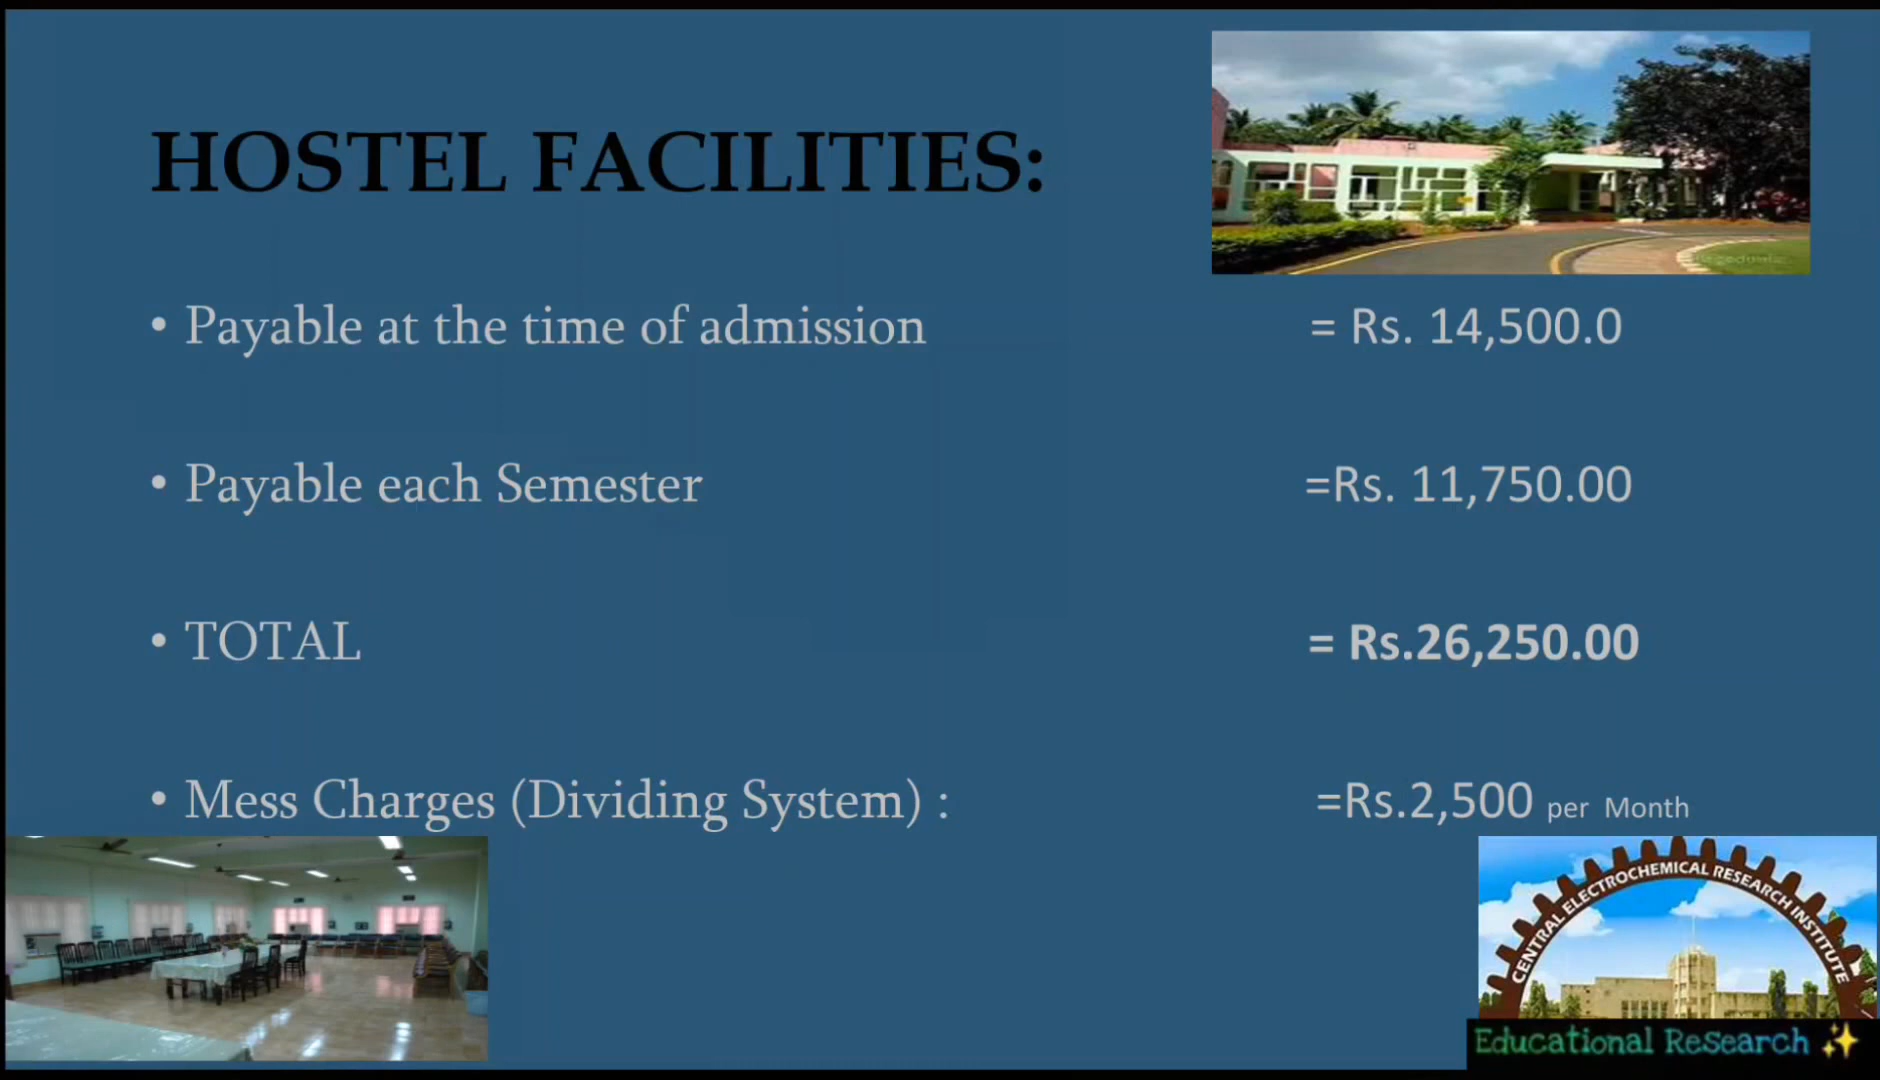 HOSTEL FACILITIES:
• Payable at the time of admission = Rs. 14,500.0
• Payable each Semester =Rs. 11,750.00
• TOTAL = Rs.26,250.00
• Mess Charges (Dividing System) : =Rs.2,500 per Month
CENTRAL ELECTROCHEMICAL RESEARCH INSTITUTE
Educational Research